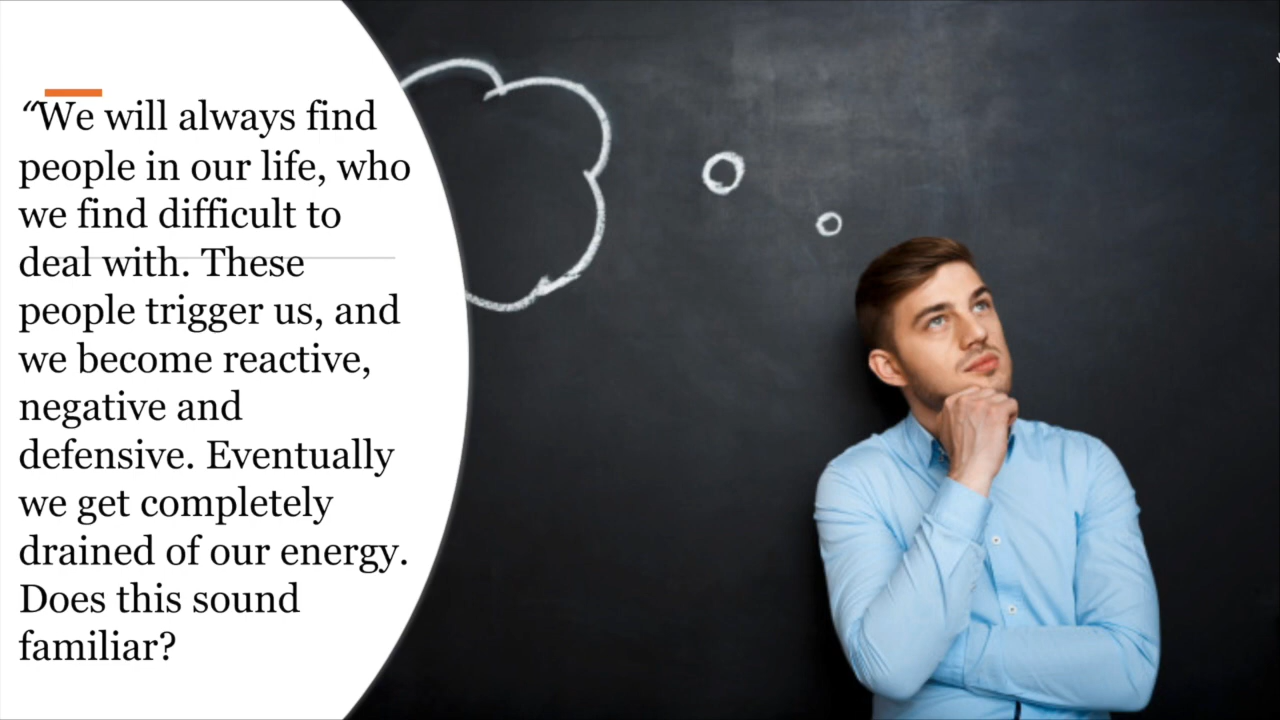 “We will always find
people in our life, who
we find difficult to
deal with. These
people trigger us, and
we become reactive,
negative and
defensive. Eventually
we get completely
drained of our energy.
Does this sound
familiar?